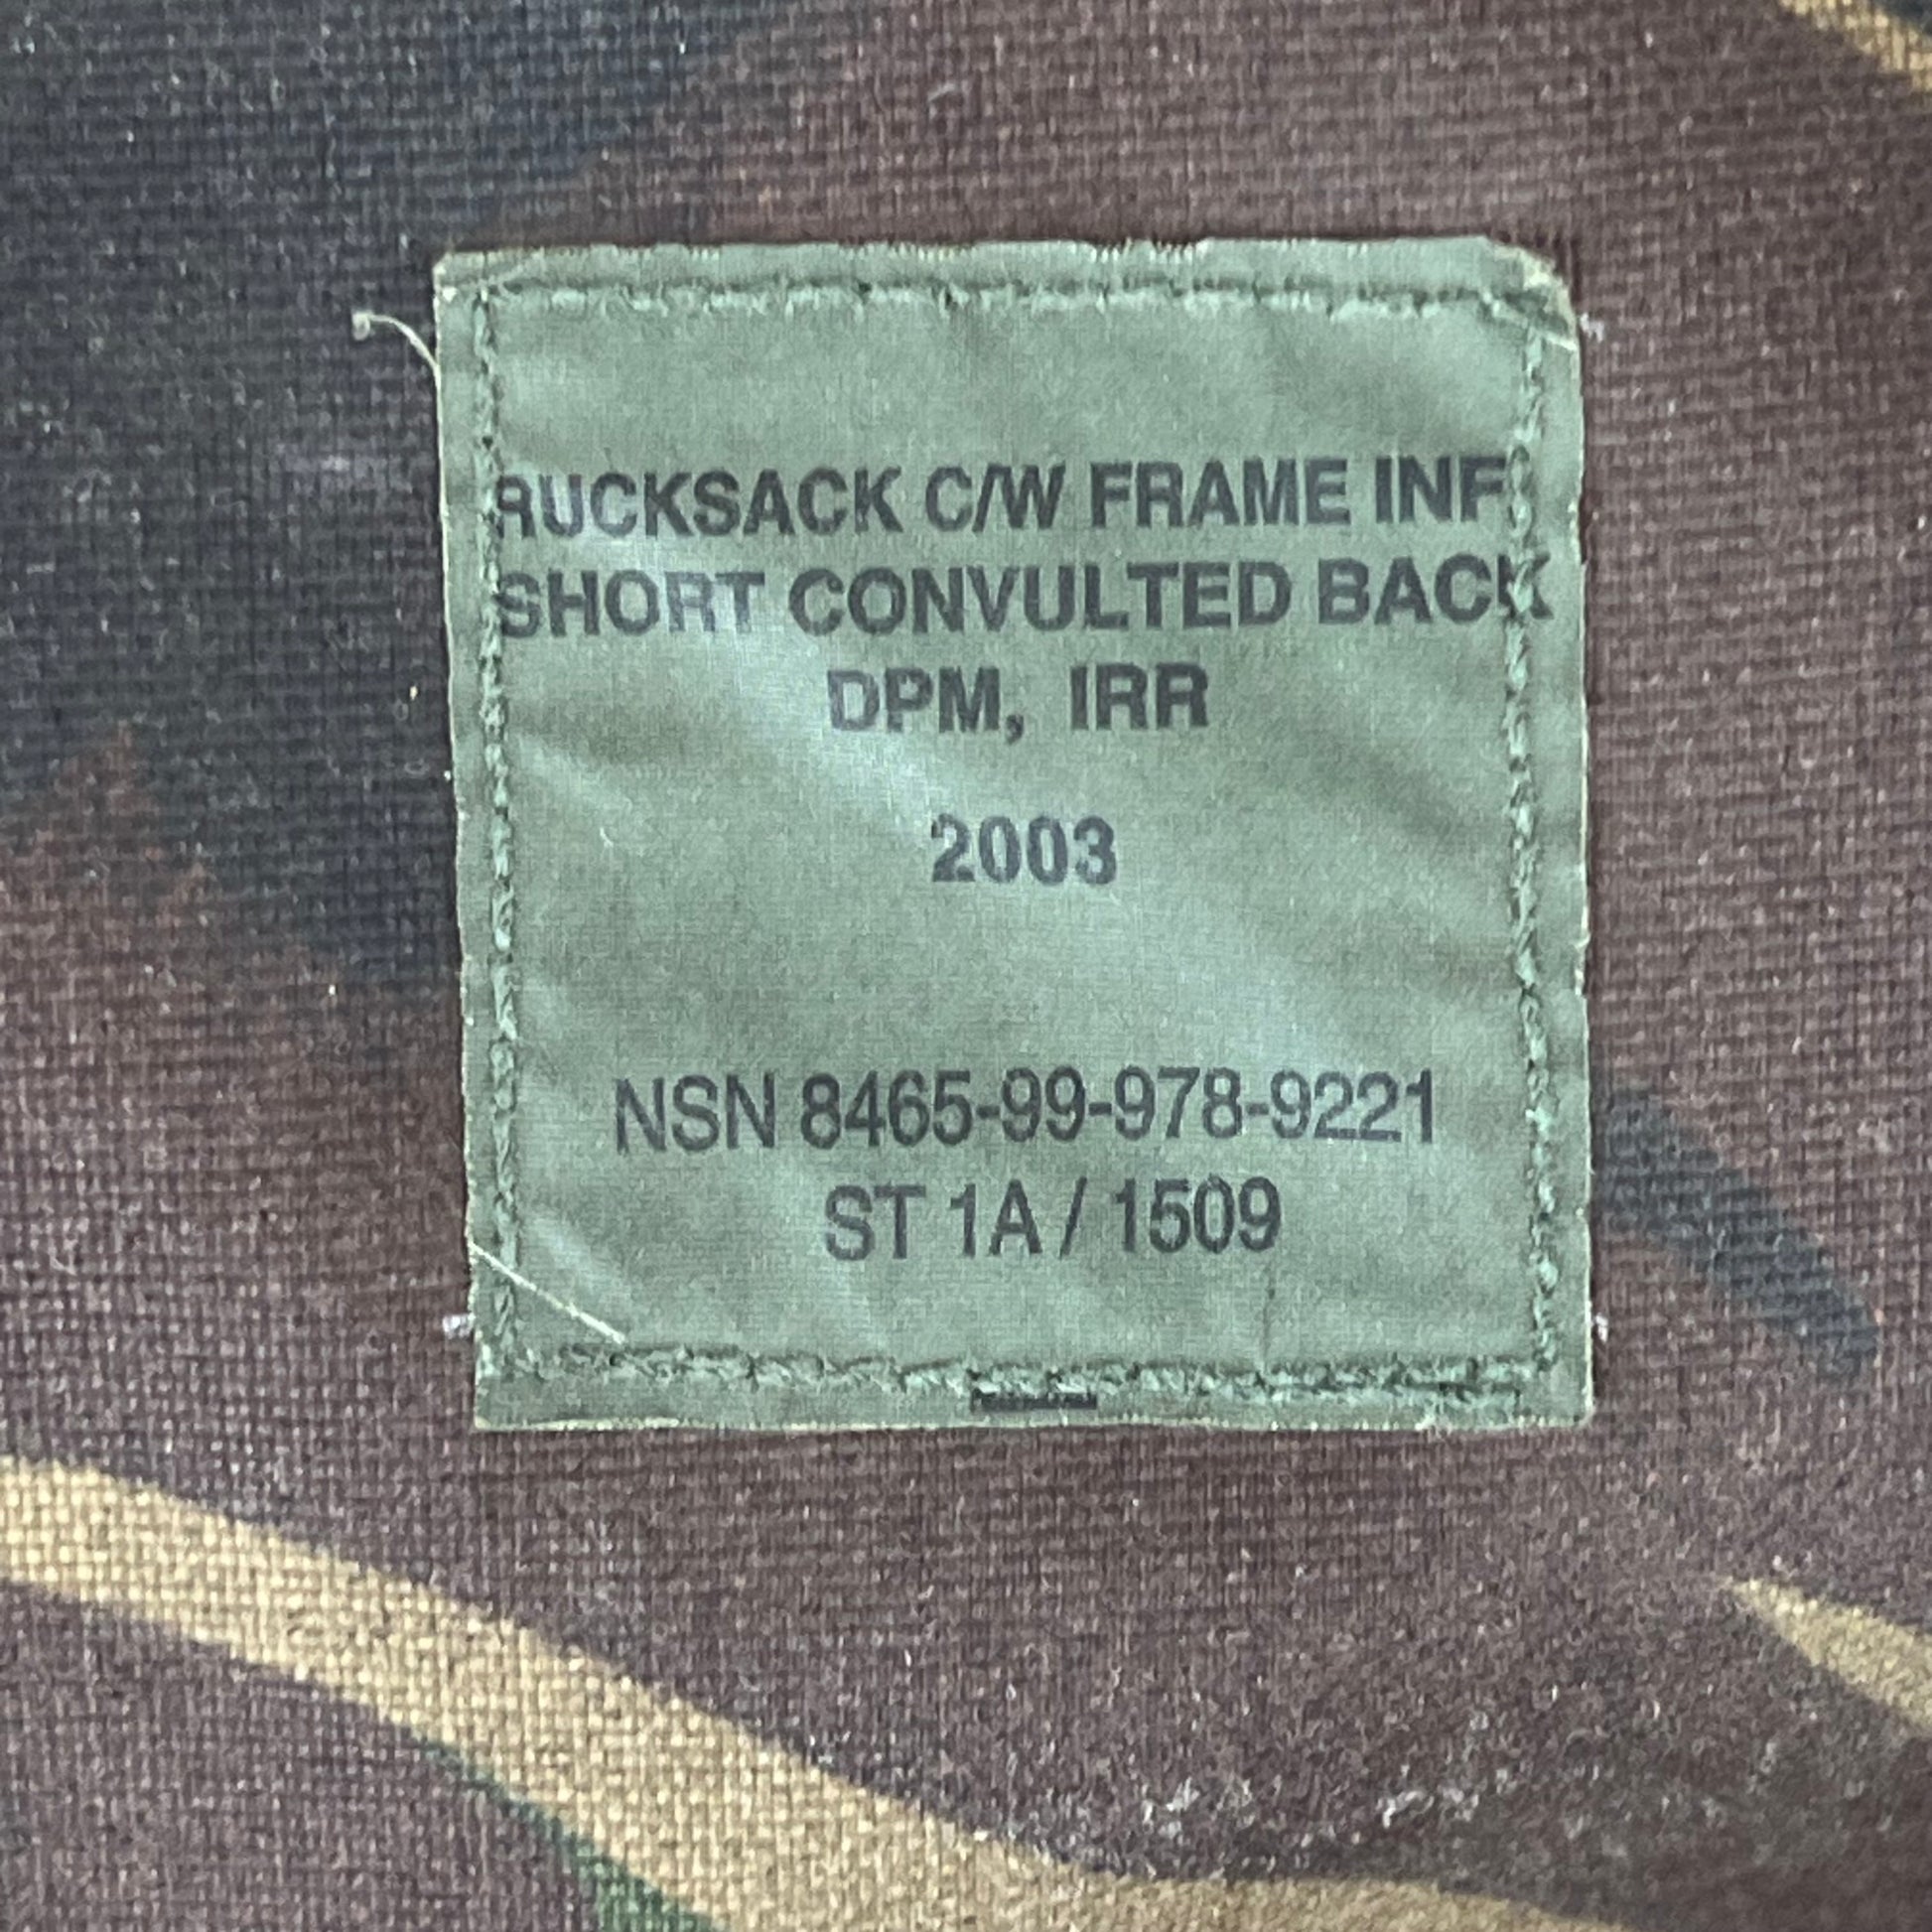 RUCKSACK C/W FRAME INF
SHORT CONVULTED BACK
DPM, IRR
2003
NSN 8465-99-978-9221
ST 1A / 1509